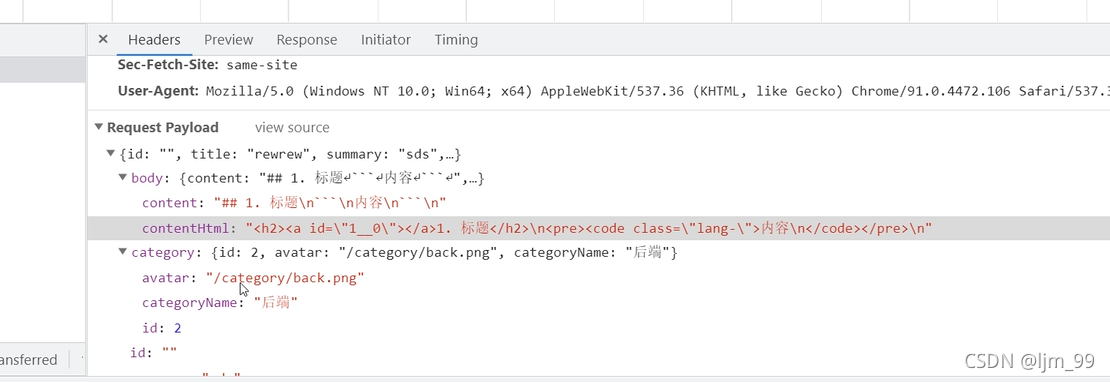 Headers Preview Response Initiator Timing
Sec-Fetch-Site: same-site
User-Agent: Mozilla/5.0 (Windows NT 10.0; Win64; x64) AppleWebKit/537.36 (KHTML, like Gecko) Chrome/91.0.4472.106 Safari/537.3
Request Payload view source
{id: "", title: "rewrew", summary: "sds",…}
body: {content: "## 1. 标题↵```↵内容↵```↵",…}
content: "## 1. 标题\n```\n内容\n```\n"
contentHtml: "<h2><a id=\"1__0\"></a>1. 标题</h2>\n<pre><code class=\"lang-\">内容\n</code></pre>\n"
category: {id: 2, avatar: "/category/back.png", categoryName: "后端"}
avatar: "/category/back.png"
categoryName: "后端"
id: 2
ansferred
id: ""
CSDN @ljm_99